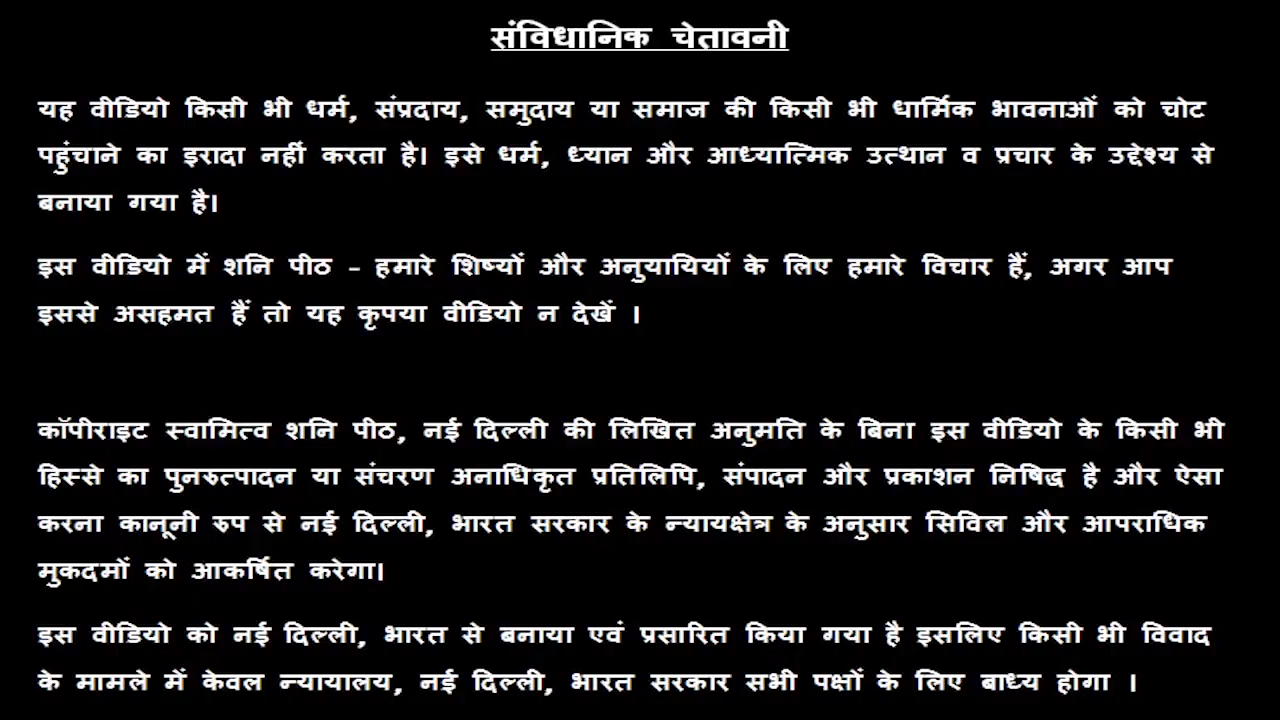 संविधानिक चेतावनी
यह वीडियो किसी भी धर्म, संप्रदाय, समुदाय या समाज की किसी भी धार्मिक भावनाओं को चोट
पहुंचाने का इरादा नहीं करता है। इसे धर्म, ध्यान और आध्यात्मिक उत्थान व प्रचार के उद्देश्य से
बनाया गया है।
इस वीडियो में शनि पीठ – हमारे शिष्यों और अनुयायियों के लिए हमारे विचार हैं, अगर आप
इससे असहमत हैं तो यह कृपया वीडियो न देखें ।
कॉपीराइट स्वामित्व शनि पीठ, नई दिल्ली की लिखित अनुमति के बिना इस वीडियो के किसी भी
हिस्से का पुनरुत्पादन या संचरण अनाधिकृत प्रतिलिपि, संपादन और प्रकाशन निषिद्ध है और ऐसा
करना कानूनी रुप से नई दिल्ली, भारत सरकार के न्यायक्षेत्र के अनुसार सिविल और आपराधिक
मुकदमों को आकर्षित करेगा।
इस वीडियो को नई दिल्ली, भारत से बनाया एवं प्रसारित किया गया है इसलिए किसी भी विवाद
के मामले में केवल न्यायालय, नई दिल्ली, भारत सरकार सभी पक्षों के लिए बाध्य होगा ।